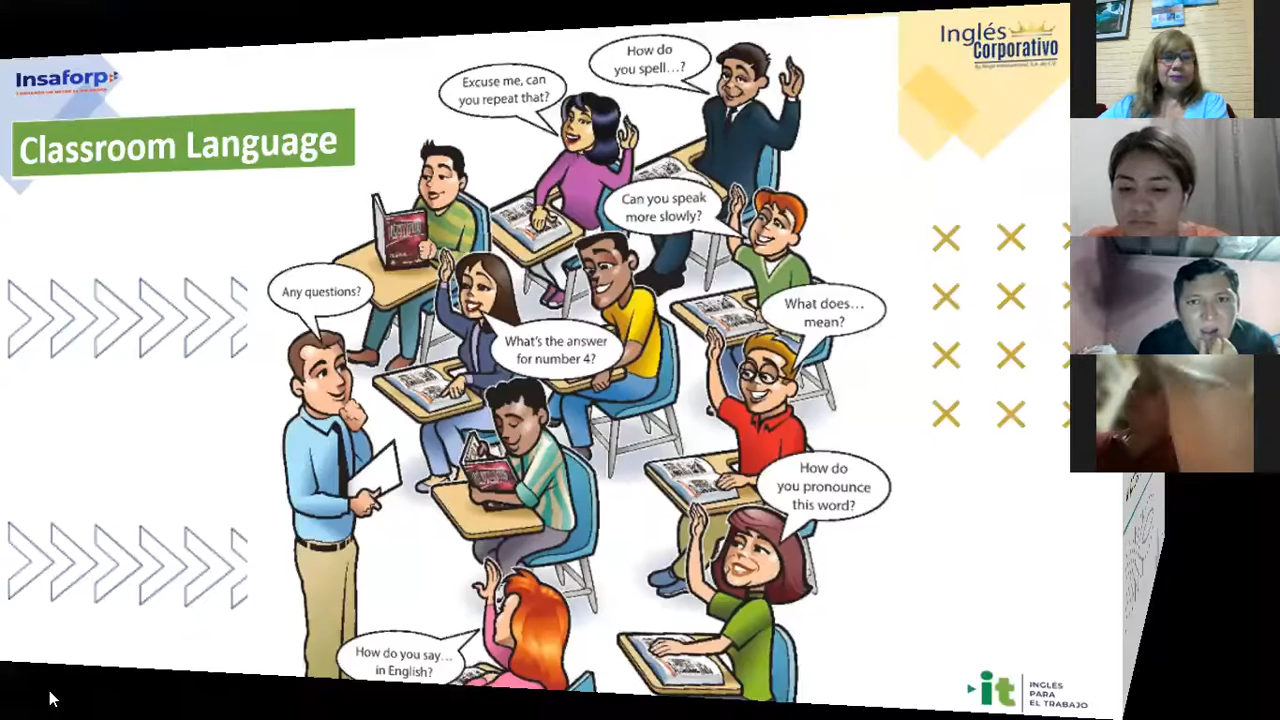 Insaforp
Classroom Language
Inglés
Corporativo
How do
you spell...?
Excuse me, can
you repeat that?
Can you speak
more slowly?
Any questions?
What does...
mean?
What's the answer
for number 4?
How do
you pronounce
this word?
How do you say...
in English?
it
INGLÉS
PARA
EL TRABAJO